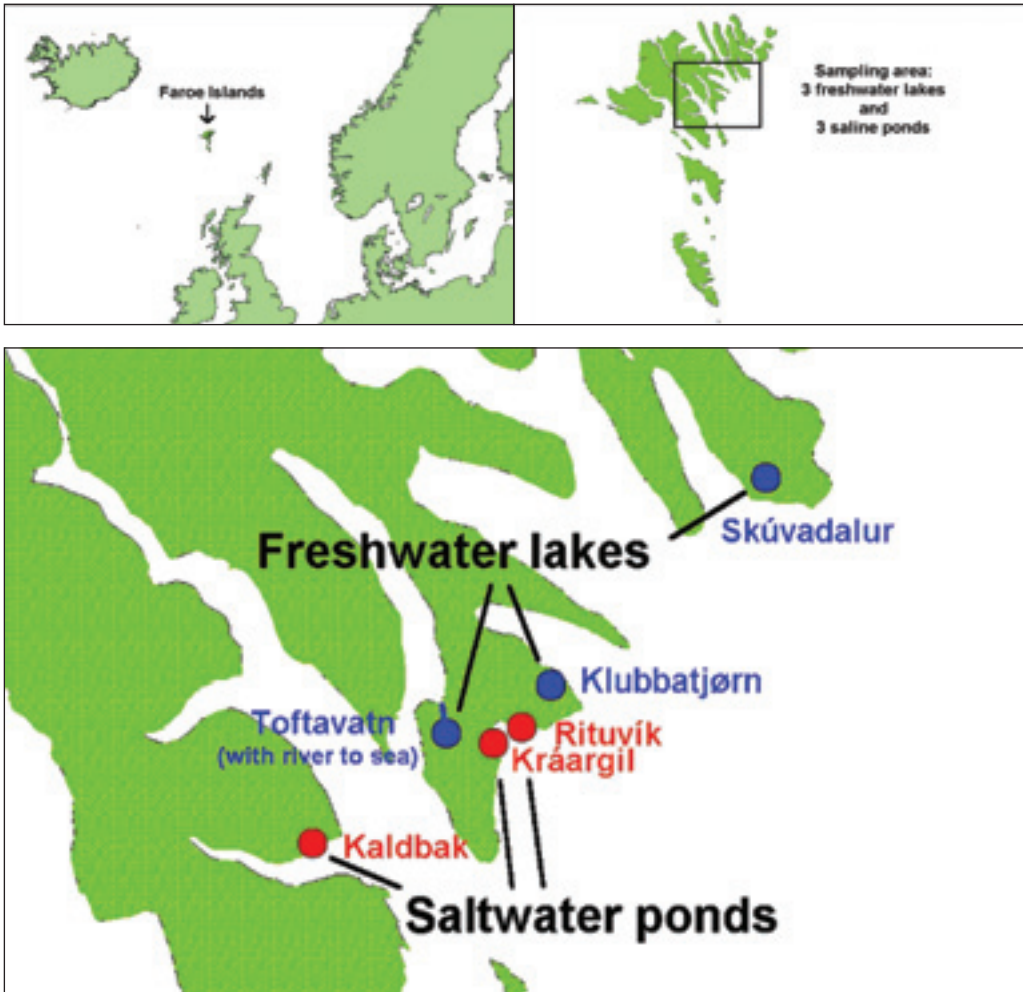 Faroe Islands
Sampling area:
3 freshwater lakes
and
3 saline ponds
Skúvadalur
Freshwater lakes
Klubbatjørn
Toftavatn
(with river to sea)
Rituvík
Kráargil
Kaldbak
Saltwater ponds